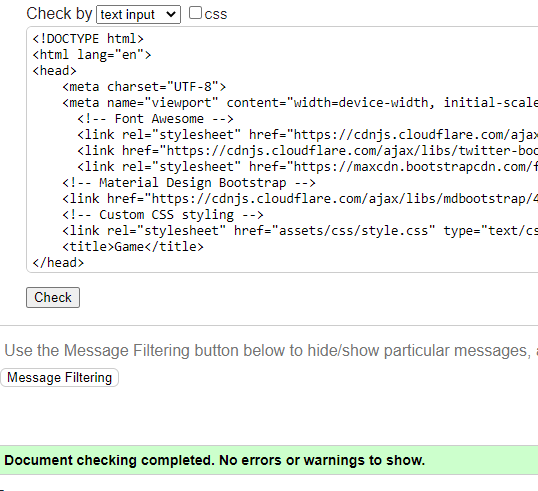 Check by text input css
<!DOCTYPE html>
<html lang="en">
<head>
<meta charset="UTF-8">
<meta name="viewport" content="width=device-width, initial-scale
<!-- Font Awesome -->
<link rel="stylesheet" href="https://cdnjs.cloudflare.com/ajax
<link rel="stylesheet" href="https://cdnjs.cloudflare.com/ajax/libs/twitter-boo
<link rel="stylesheet" href="https://maxcdn.bootstrapcdn.com/f
<!-- Material Design Bootstrap -->
<link href="https://cdnjs.cloudflare.com/ajax/libs/mdbootstrap/4
<!-- Custom CSS styling -->
<link rel="stylesheet" href="assets/css/style.css" type="text/cs
<title>Game</title>
</head>
Check
Use the Message Filtering button below to hide/show particular messages, a
Message Filtering
Document checking completed. No errors or warnings to show.